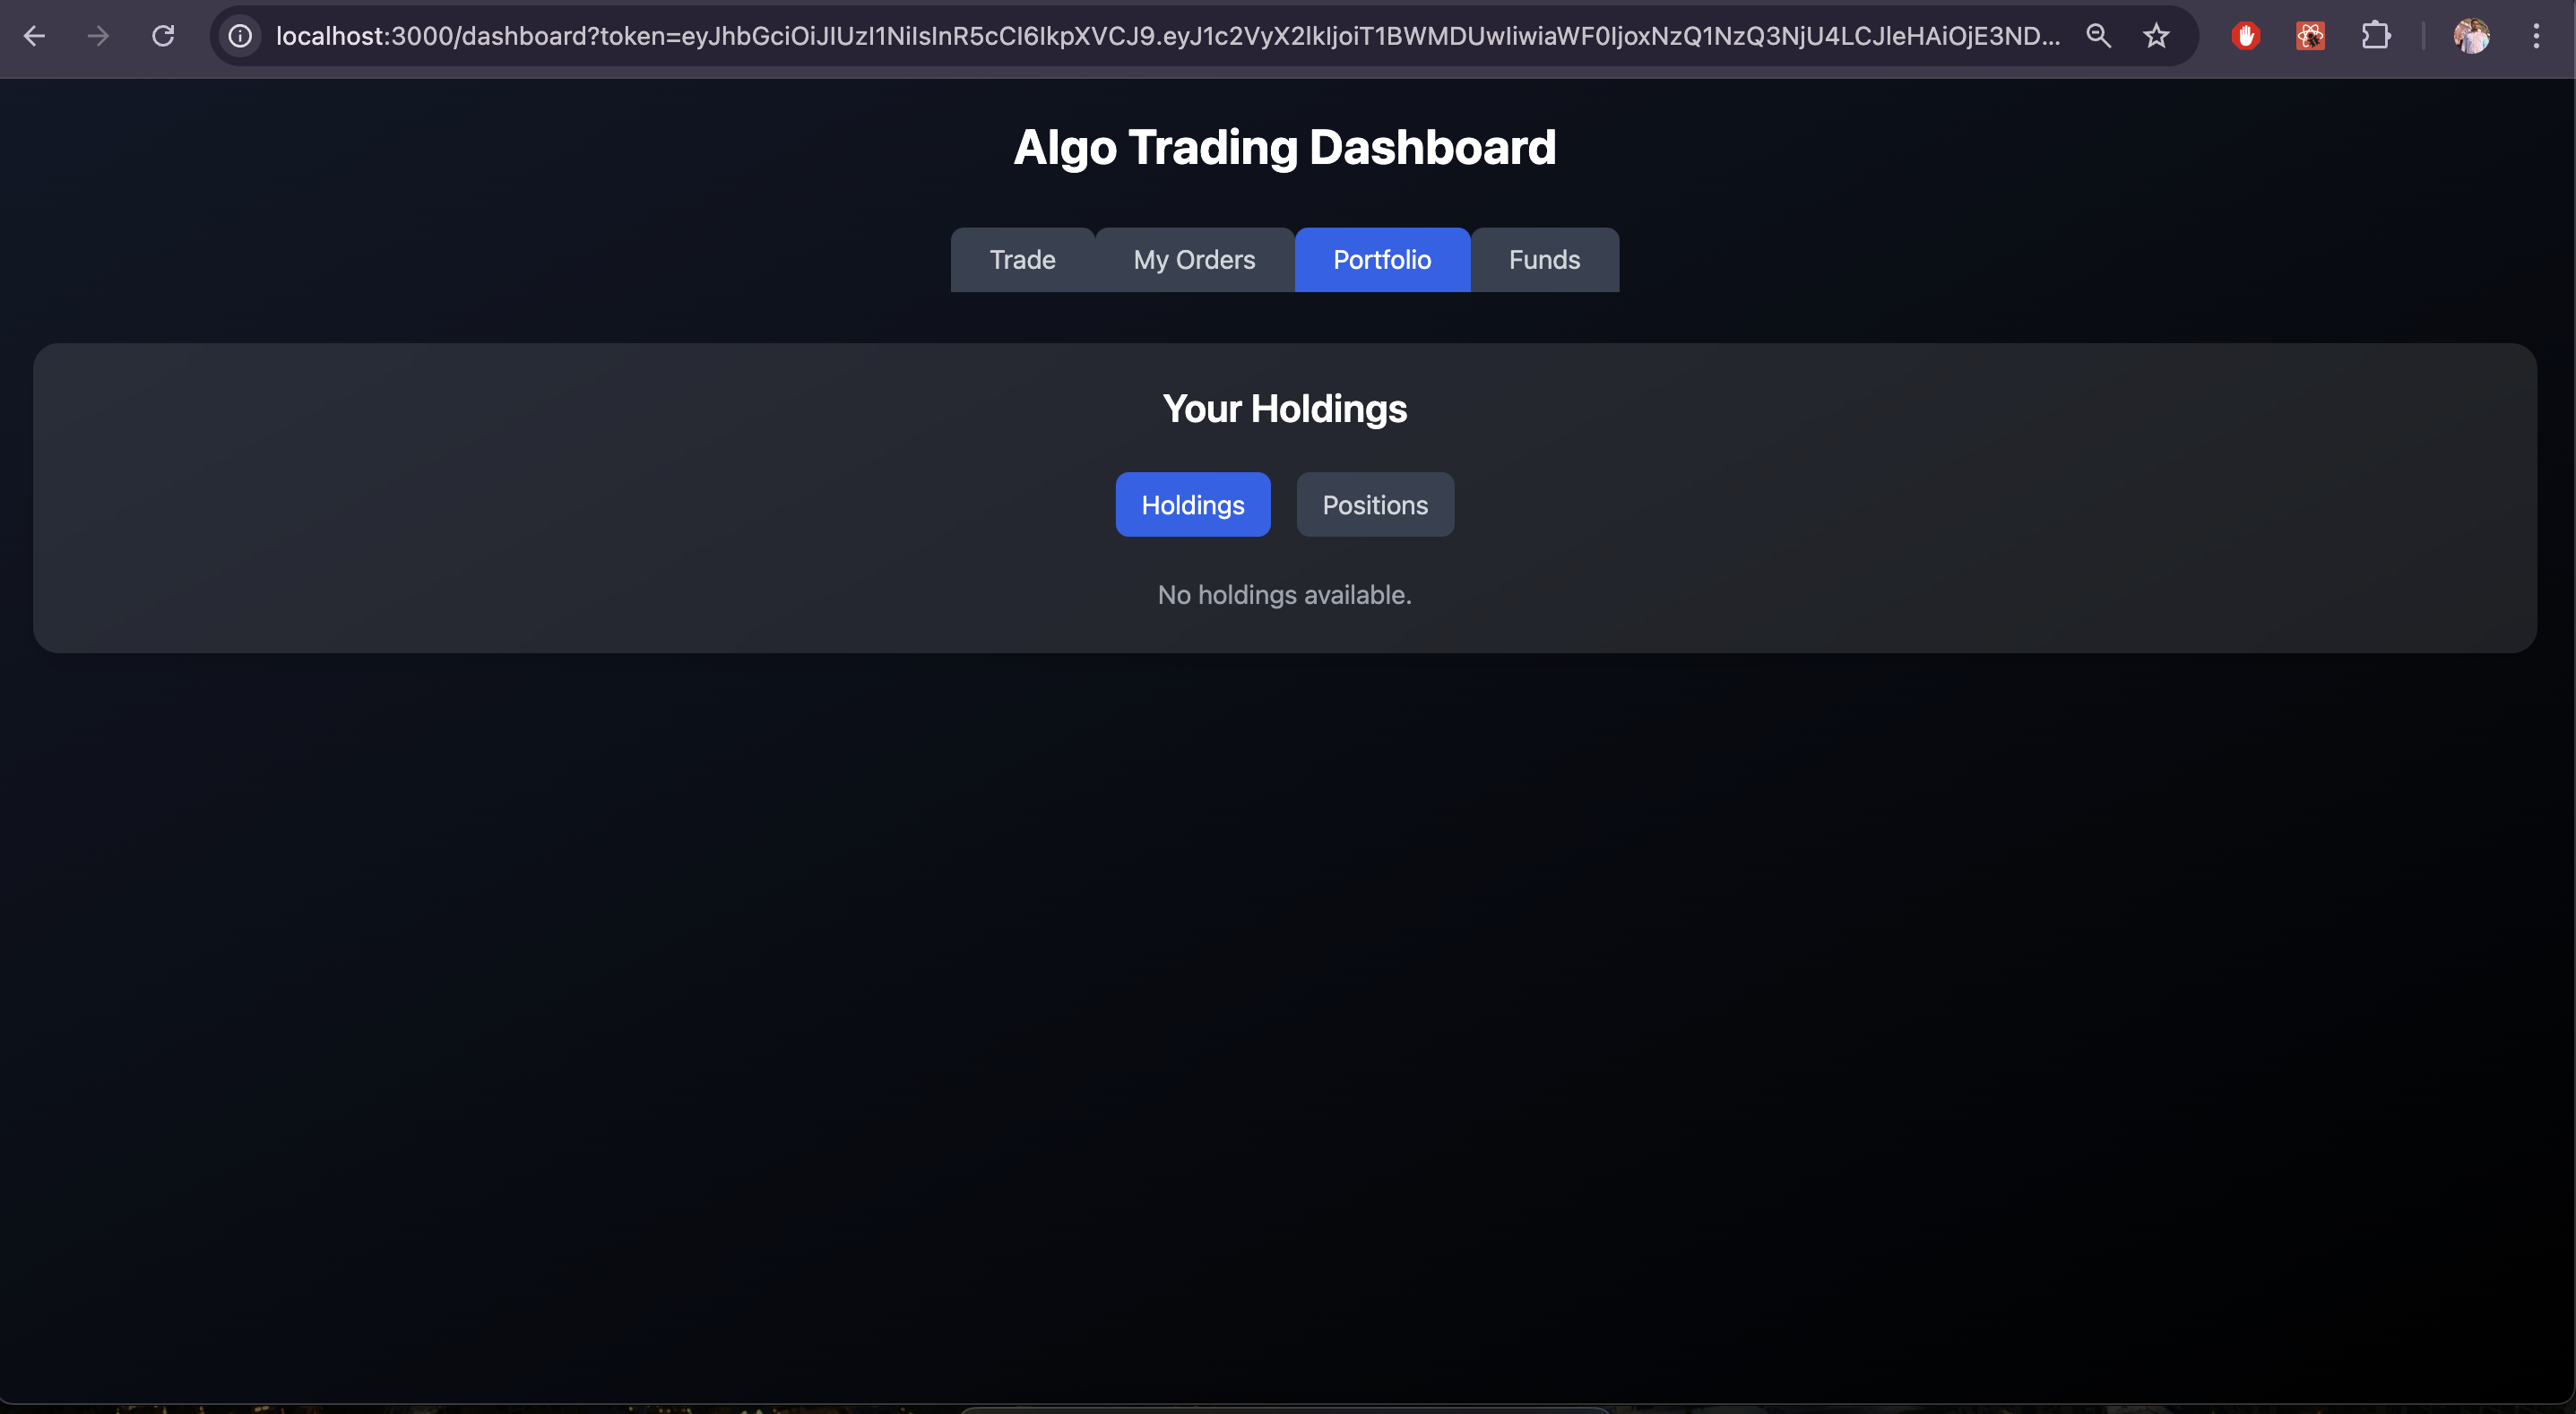 localhost:3000/dashboard?token=eyJhbGciOiJIUzI1NiIsInR5cCI6IkpXVCJ9.eyJ1c2VyX2lkIjoiT1BWMDUwIiwiaWF0IjoxNzQ1NzQ3NjU4LCJleHAiOjE3ND...
Algo Trading Dashboard
Trade My Orders Portfolio Funds
Your Holdings
Holdings Positions
No holdings available.